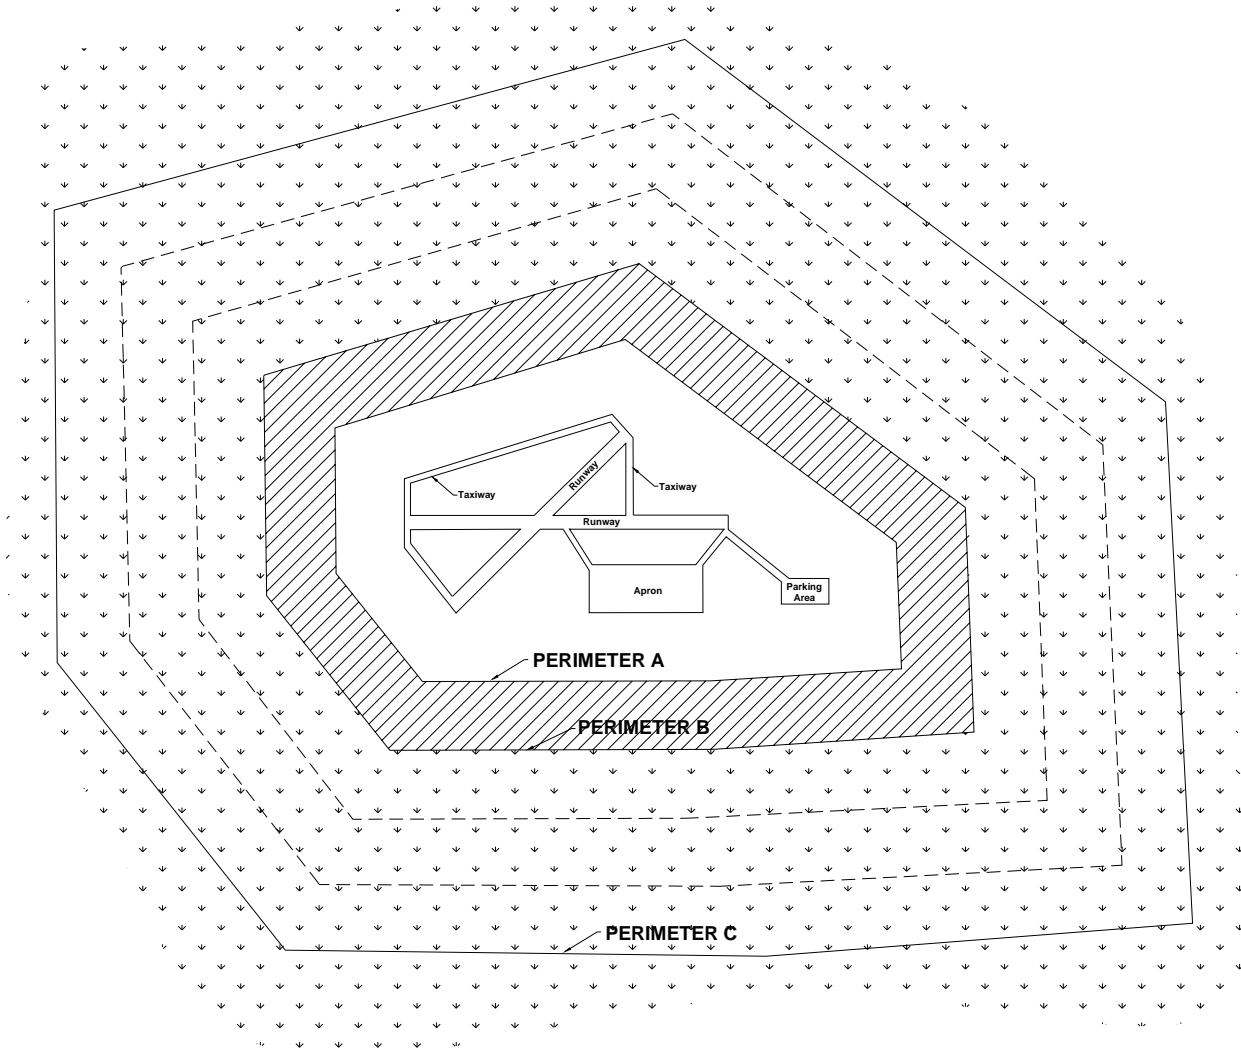 Runway
Taxiway
Taxiway
Runway
Apron
Parking
Area
PERIMETER A
PERIMETER B
PERIMETER C